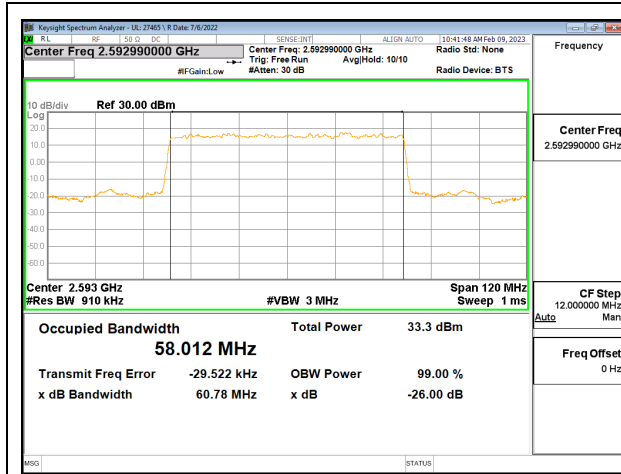 Keysight Spectrum Analyzer - UL: 27465 \ R Date: 7/6/2022
RL RF 50 Ω DC SENSE:INT ALIGN AUTO 10:41:48 AM Feb 09, 2023
Center Freq 2.592990000 GHz
Center Freq: 2.592990000 GHz
Radio Std: None
Trig: Free Run Avg|Hold: 10/10
#IFGain:Low
#Atten: 30 dB
Radio Device: BTS
Frequency
10 dB/div Ref 30.00 dBm
Log
20.0
10.0
0.00
-10.0
-20.0
-30.0
-40.0
-50.0
-60.0
Center Freq
2.592990000 GHz
Center 2.593 GHz Span 120 MHz
#Res BW 910 kHz #VBW 3 MHz Sweep 1 ms
CF Step
12.000000 MHz
Auto Man
Occupied Bandwidth Total Power 33.3 dBm
58.012 MHz
Freq Offset
0 Hz
Transmit Freq Error -29.522 kHz OBW Power 99.00 %
x dB Bandwidth 60.78 MHz x dB -26.00 dB
MSG STATUS